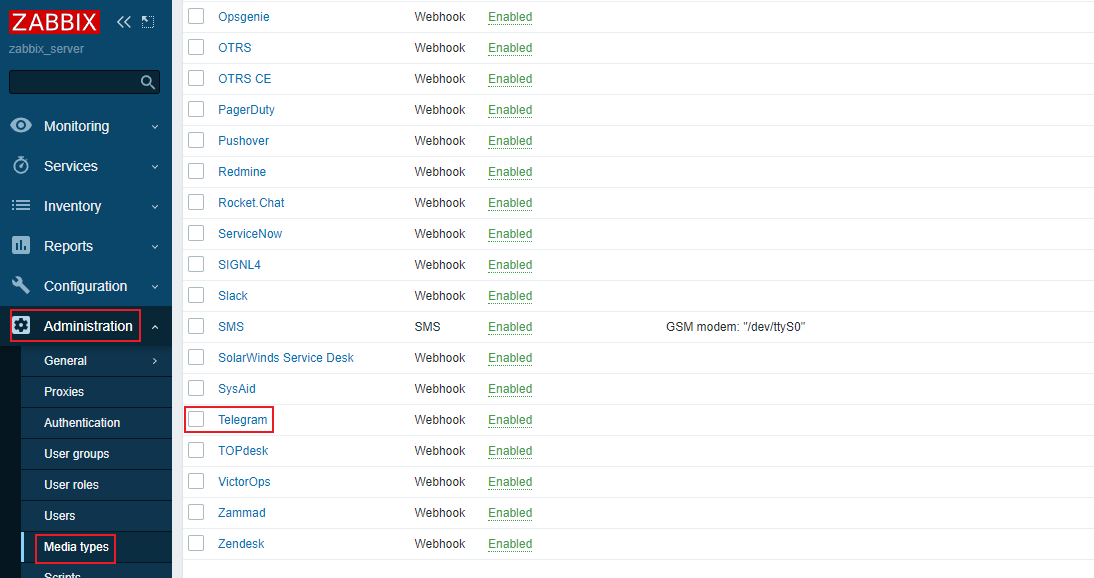 ZABBIX
zabbix_server
Monitoring
Services
Inventory
Reports
Configuration
Administration
General
Proxies
Authentication
User groups
User roles
Users
Media types
Scripts
Opsgenie Webhook Enabled
OTRS Webhook Enabled
OTRS CE Webhook Enabled
PagerDuty Webhook Enabled
Pushover Webhook Enabled
Redmine Webhook Enabled
Rocket.Chat Webhook Enabled
ServiceNow Webhook Enabled
SIGNL4 Webhook Enabled
Slack Webhook Enabled
SMS SMS Enabled GSM modem: "/dev/ttyS0"
SolarWinds Service Desk Webhook Enabled
SysAid Webhook Enabled
Telegram Webhook Enabled
TOPdesk Webhook Enabled
VictorOps Webhook Enabled
Zammad Webhook Enabled
Zendesk Webhook Enabled